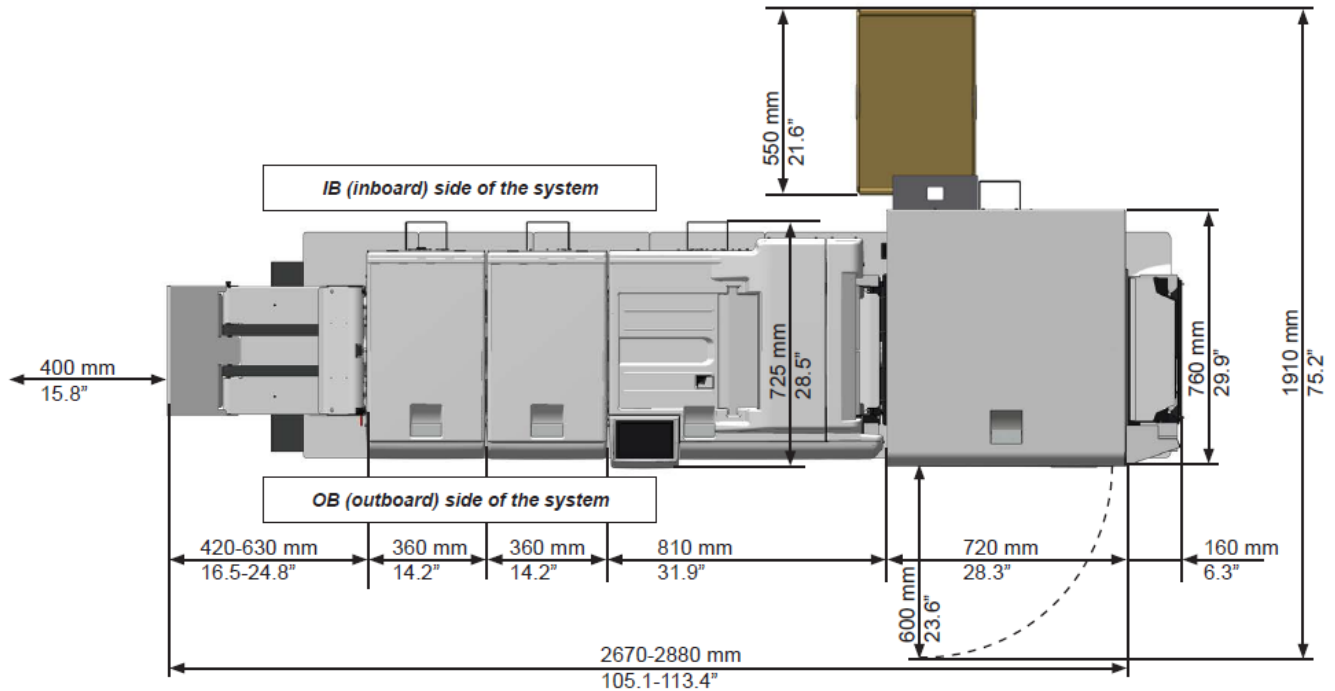 550 mm
21.6”
IB (inboard) side of the system
400 mm
15.8”
725 mm
28.5”
760 mm
29.9”
1910 mm
75.2”
OB (outboard) side of the system
420-630 mm
16.5-24.8”
360 mm
14.2”
360 mm
14.2”
810 mm
31.9”
720 mm
28.3”
160 mm
6.3”
600 mm
23.6”
2670-2880 mm
105.1-113.4”